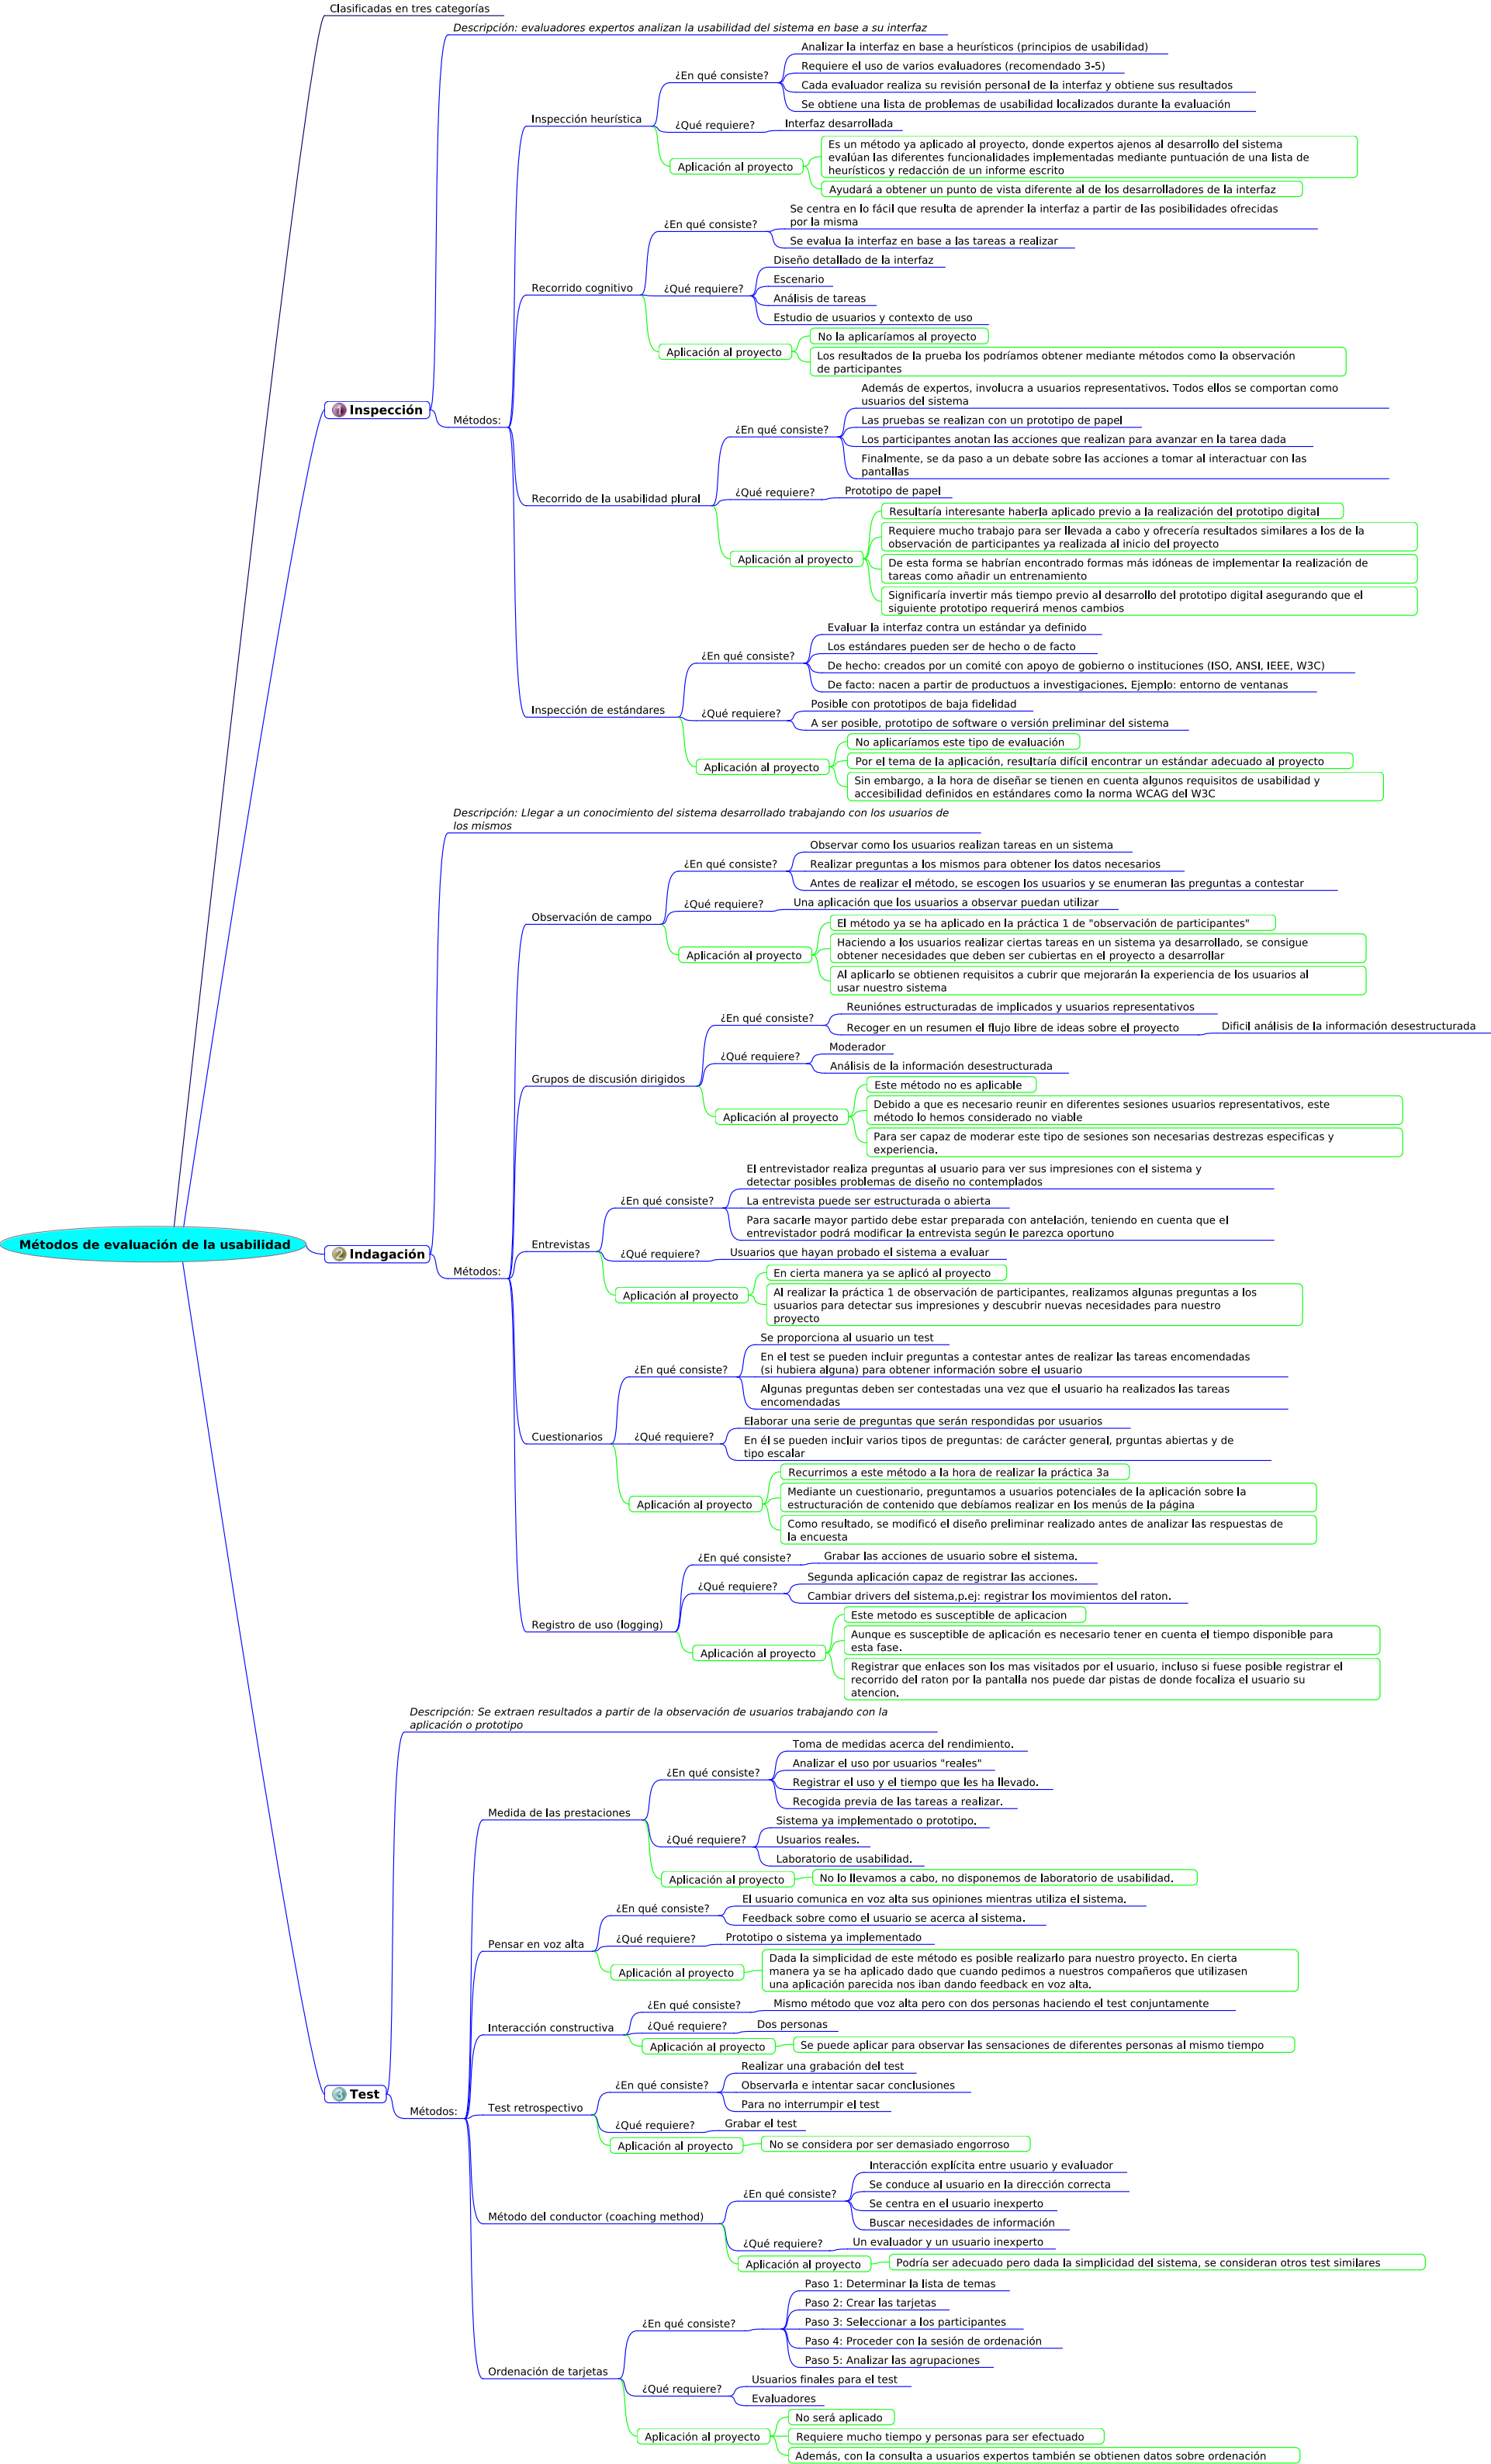 Clasificadas en tres categorías
Descripción: evaluadores expertos analizan la usabilidad del sistema en base a su interfaz
Analizar la interfaz en base a heurísticos (principios de usabilidad)
¿En qué consiste?
Requiere el uso de varios evaluadores (recomendado 3-5)
Cada evaluador realiza su revisión personal de la interfaz y obtiene sus resultados
Se obtiene una lista de problemas de usabilidad localizados durante la evaluación
Inspección heurística
¿Qué requiere?
Interfaz desarrollada
Aplicación al proyecto
Es un método ya aplicado al proyecto, donde expertos ajenos al desarrollo del sistema
evalúan las diferentes funcionalidades implementadas mediante puntuación de una lista de
heurísticos y redacción de un informe escrito
Ayudará a obtener un punto de vista diferente al de los desarrolladores de la interfaz
¿En qué consiste?
Se centra en lo fácil que resulta de aprender la interfaz a partir de las posibilidades ofrecidas
por la misma
Se evalua la interfaz en base a las tareas a realizar
Recorrido cognitivo
¿Qué requiere?
Diseño detallado de la interfaz
Escenario
Análisis de tareas
Estudio de usuarios y contexto de uso
Aplicación al proyecto
No la aplicaríamos al proyecto
Los resultados de la prueba los podríamos obtener mediante métodos como la observación
de participantes
1 Inspección
Métodos:
¿En qué consiste?
Además de expertos, involucra a usuarios representativos. Todos ellos se comportan como
usuarios del sistema
Las pruebas se realizan con un prototipo de papel
Los participantes anotan las acciones que realizan para avanzar en la tarea dada
Finalmente, se da paso a un debate sobre las acciones a tomar al interactuar con las
pantallas
Recorrido de la usabilidad plural
¿Qué requiere?
Prototipo de papel
Aplicación al proyecto
Resultaría interesante haberla aplicado previo a la realización del prototipo digital
Requiere mucho trabajo para ser llevada a cabo y ofrecería resultados similares a los de la
observación de participantes ya realizada al inicio del proyecto
De esta forma se habrían encontrado formas más idóneas de implementar la realización de
tareas como añadir un entrenamiento
Significaría invertir más tiempo previo al desarrollo del prototipo digital asegurando que el
siguiente prototipo requerirá menos cambios
¿En qué consiste?
Evaluar la interfaz contra un estándar ya definido
Los estándares pueden ser de hecho o de facto
De hecho: creados por un comité con apoyo de gobierno o instituciones (ISO, ANSI, IEEE, W3C)
De facto: nacen a partir de productuos a investigaciones. Ejemplo: entorno de ventanas
Inspección de estándares
¿Qué requiere?
Posible con prototipos de baja fidelidad
A ser posible, prototipo de software o versión preliminar del sistema
Aplicación al proyecto
No aplicaríamos este tipo de evaluación
Por el tema de la aplicación, resultaría difícil encontrar un estándar adecuado al proyecto
Sin embargo, a la hora de diseñar se tienen en cuenta algunos requisitos de usabilidad y
accesibilidad definidos en estándares como la norma WCAG del W3C
Descripción: Llegar a un conocimiento del sistema desarrollado trabajando con los usuarios de
los mismos
¿En qué consiste?
Observar como los usuarios realizan tareas en un sistema
Realizar preguntas a los mismos para obtener los datos necesarios
Antes de realizar el método, se escogen los usuarios y se enumeran las preguntas a contestar
Observación de campo
¿Qué requiere?
Una aplicación que los usuarios a observar puedan utilizar
Aplicación al proyecto
El método ya se ha aplicado en la práctica 1 de "observación de participantes"
Haciendo a los usuarios realizar ciertas tareas en un sistema ya desarrollado, se consigue
obtener necesidades que deben ser cubiertas en el proyecto a desarrollar
Al aplicarlo se obtienen requisitos a cubrir que mejorarán la experiencia de los usuarios al
usar nuestro sistema
¿En qué consiste?
Reuniónes estructuradas de implicados y usuarios representativos
Recoger en un resumen el flujo libre de ideas sobre el proyecto
Dificil análisis de la información desestructurada
Grupos de discusión dirigidos
¿Qué requiere?
Moderador
Análisis de la información desestructurada
Aplicación al proyecto
Este método no es aplicable
Debido a que es necesario reunir en diferentes sesiones usuarios representativos, este
método lo hemos considerado no viable
Para ser capaz de moderar este tipo de sesiones son necesarias destrezas especificas y
experiencia.
Métodos de evaluación de la usabilidad
2 Indagación
Métodos:
¿En qué consiste?
El entrevistador realiza preguntas al usuario para ver sus impresiones con el sistema y
detectar posibles problemas de diseño no contemplados
La entrevista puede ser estructurada o abierta
Para sacarle mayor partido debe estar preparada con antelación, teniendo en cuenta que el
entrevistador podrá modificar la entrevista según le parezca oportuno
Entrevistas
¿Qué requiere?
Usuarios que hayan probado el sistema a evaluar
Aplicación al proyecto
En cierta manera ya se aplicó al proyecto
Al realizar la práctica 1 de observación de participantes, realizamos algunas preguntas a los
usuarios para detectar sus impresiones y descubrir nuevas necesidades para nuestro
proyecto
¿En qué consiste?
Se proporciona al usuario un test
En el test se pueden incluir preguntas a contestar antes de realizar las tareas encomendadas
(si hubiera alguna) para obtener información sobre el usuario
Algunas preguntas deben ser contestadas una vez que el usuario ha realizados las tareas
encomendadas
Cuestionarios
¿Qué requiere?
Elaborar una serie de preguntas que serán respondidas por usuarios
En él se pueden incluir varios tipos de preguntas: de carácter general, prguntas abiertas y de
tipo escalar
Aplicación al proyecto
Recurrimos a este método a la hora de realizar la práctica 3a
Mediante un cuestionario, preguntamos a usuarios potenciales de la aplicación sobre la
estructuración de contenido que debíamos realizar en los menús de la página
Como resultado, se modificó el diseño preliminar realizado antes de analizar las respuestas de
la encuesta
¿En qué consiste?
Grabar las acciones de usuario sobre el sistema.
¿Qué requiere?
Segunda aplicación capaz de registrar las acciones.
Cambiar drivers del sistema,p.ej: registrar los movimientos del raton.
Registro de uso (logging)
Aplicación al proyecto
Este metodo es susceptible de aplicacion
Aunque es susceptible de aplicación es necesario tener en cuenta el tiempo disponible para
esta fase.
Registrar que enlaces son los mas visitados por el usuario, incluso si fuese posible registrar el
recorrido del raton por la pantalla nos puede dar pistas de donde focaliza el usuario su
atencion.
Descripción: Se extraen resultados a partir de la observación de usuarios trabajando con la
aplicación o prototipo
¿En qué consiste?
Toma de medidas acerca del rendimiento.
Analizar el uso por usuarios "reales"
Registrar el uso y el tiempo que les ha llevado.
Recogida previa de las tareas a realizar.
Medida de las prestaciones
¿Qué requiere?
Sistema ya implementado o prototipo.
Usuarios reales.
Laboratorio de usabilidad.
Aplicación al proyecto
No lo llevamos a cabo, no disponemos de laboratorio de usabilidad.
¿En qué consiste?
El usuario comunica en voz alta sus opiniones mientras utiliza el sistema.
Feedback sobre como el usuario se acerca al sistema.
Pensar en voz alta
¿Qué requiere?
Prototipo o sistema ya implementado
Aplicación al proyecto
Dada la simplicidad de este método es posible realizarlo para nuestro proyecto. En cierta
manera ya se ha aplicado dado que cuando pedimos a nuestros compañeros que utilizasen
una aplicación parecida nos iban dando feedback en voz alta.
¿En qué consiste?
Mismo método que voz alta pero con dos personas haciendo el test conjuntamente
Interacción constructiva
¿Qué requiere?
Dos personas
Aplicación al proyecto
Se puede aplicar para observar las sensaciones de diferentes personas al mismo tiempo
3 Test
Métodos:
¿En qué consiste?
Realizar una grabación del test
Observarla e intentar sacar conclusiones
Para no interrumpir el test
Test retrospectivo
¿Qué requiere?
Grabar el test
Aplicación al proyecto
No se considera por ser demasiado engorroso
¿En qué consiste?
Interacción explícita entre usuario y evaluador
Se conduce al usuario en la dirección correcta
Se centra en el usuario inexperto
Buscar necesidades de información
Método del conductor (coaching method)
¿Qué requiere?
Un evaluador y un usuario inexperto
Aplicación al proyecto
Podría ser adecuado pero dada la simplicidad del sistema, se consideran otros test similares
¿En qué consiste?
Paso 1: Determinar la lista de temas
Paso 2: Crear las tarjetas
Paso 3: Seleccionar a los participantes
Paso 4: Proceder con la sesión de ordenación
Paso 5: Analizar las agrupaciones
Ordenación de tarjetas
¿Qué requiere?
Usuarios finales para el test
Evaluadores
Aplicación al proyecto
No será aplicado
Requiere mucho tiempo y personas para ser efectuado
Además, con la consulta a usuarios expertos también se obtienen datos sobre ordenación